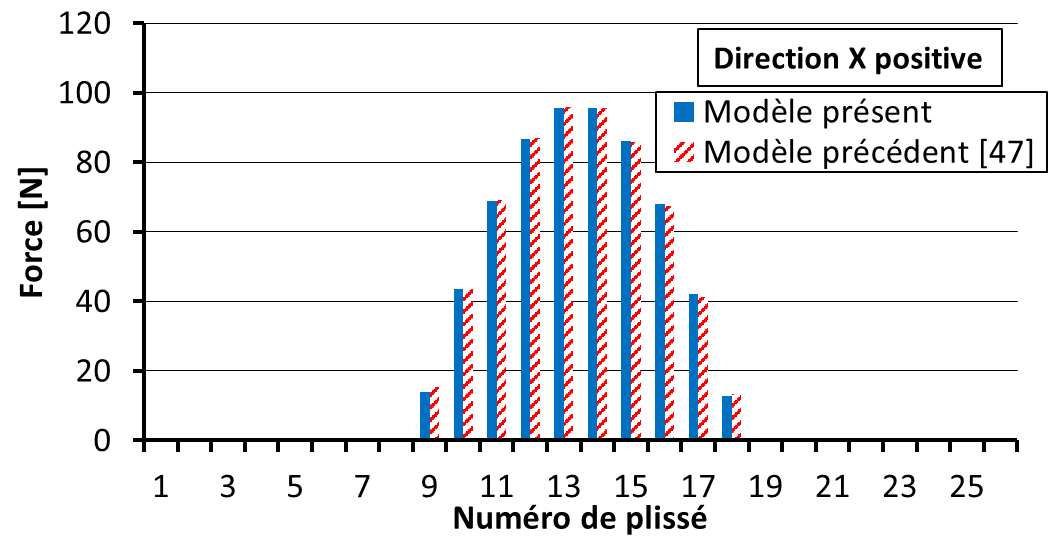 120
100
80
60
40
20
0
Force [N]
Direction X positive
Modèle présent
Modèle précédent [47]
1 3 5 7 9 11 13 15 17 19 21 23 25
Numéro de plissé